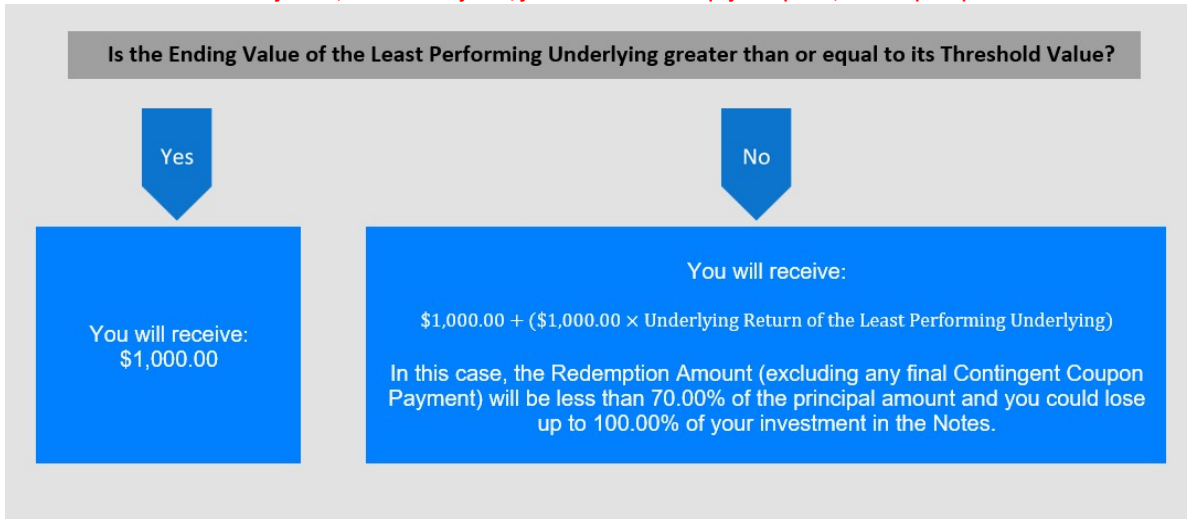 Is the Ending Value of the Least Performing Underlying greater than or equal to its Threshold Value?
Yes
No
You will receive:
$1,000.00
You will receive:
$1,000.00 + ($1,000.00 × Underlying Return of the Least Performing Underlying)
In this case, the Redemption Amount (excluding any final Contingent Coupon
Payment) will be less than 70.00% of the principal amount and you could lose
up to 100.00% of your investment in the Notes.